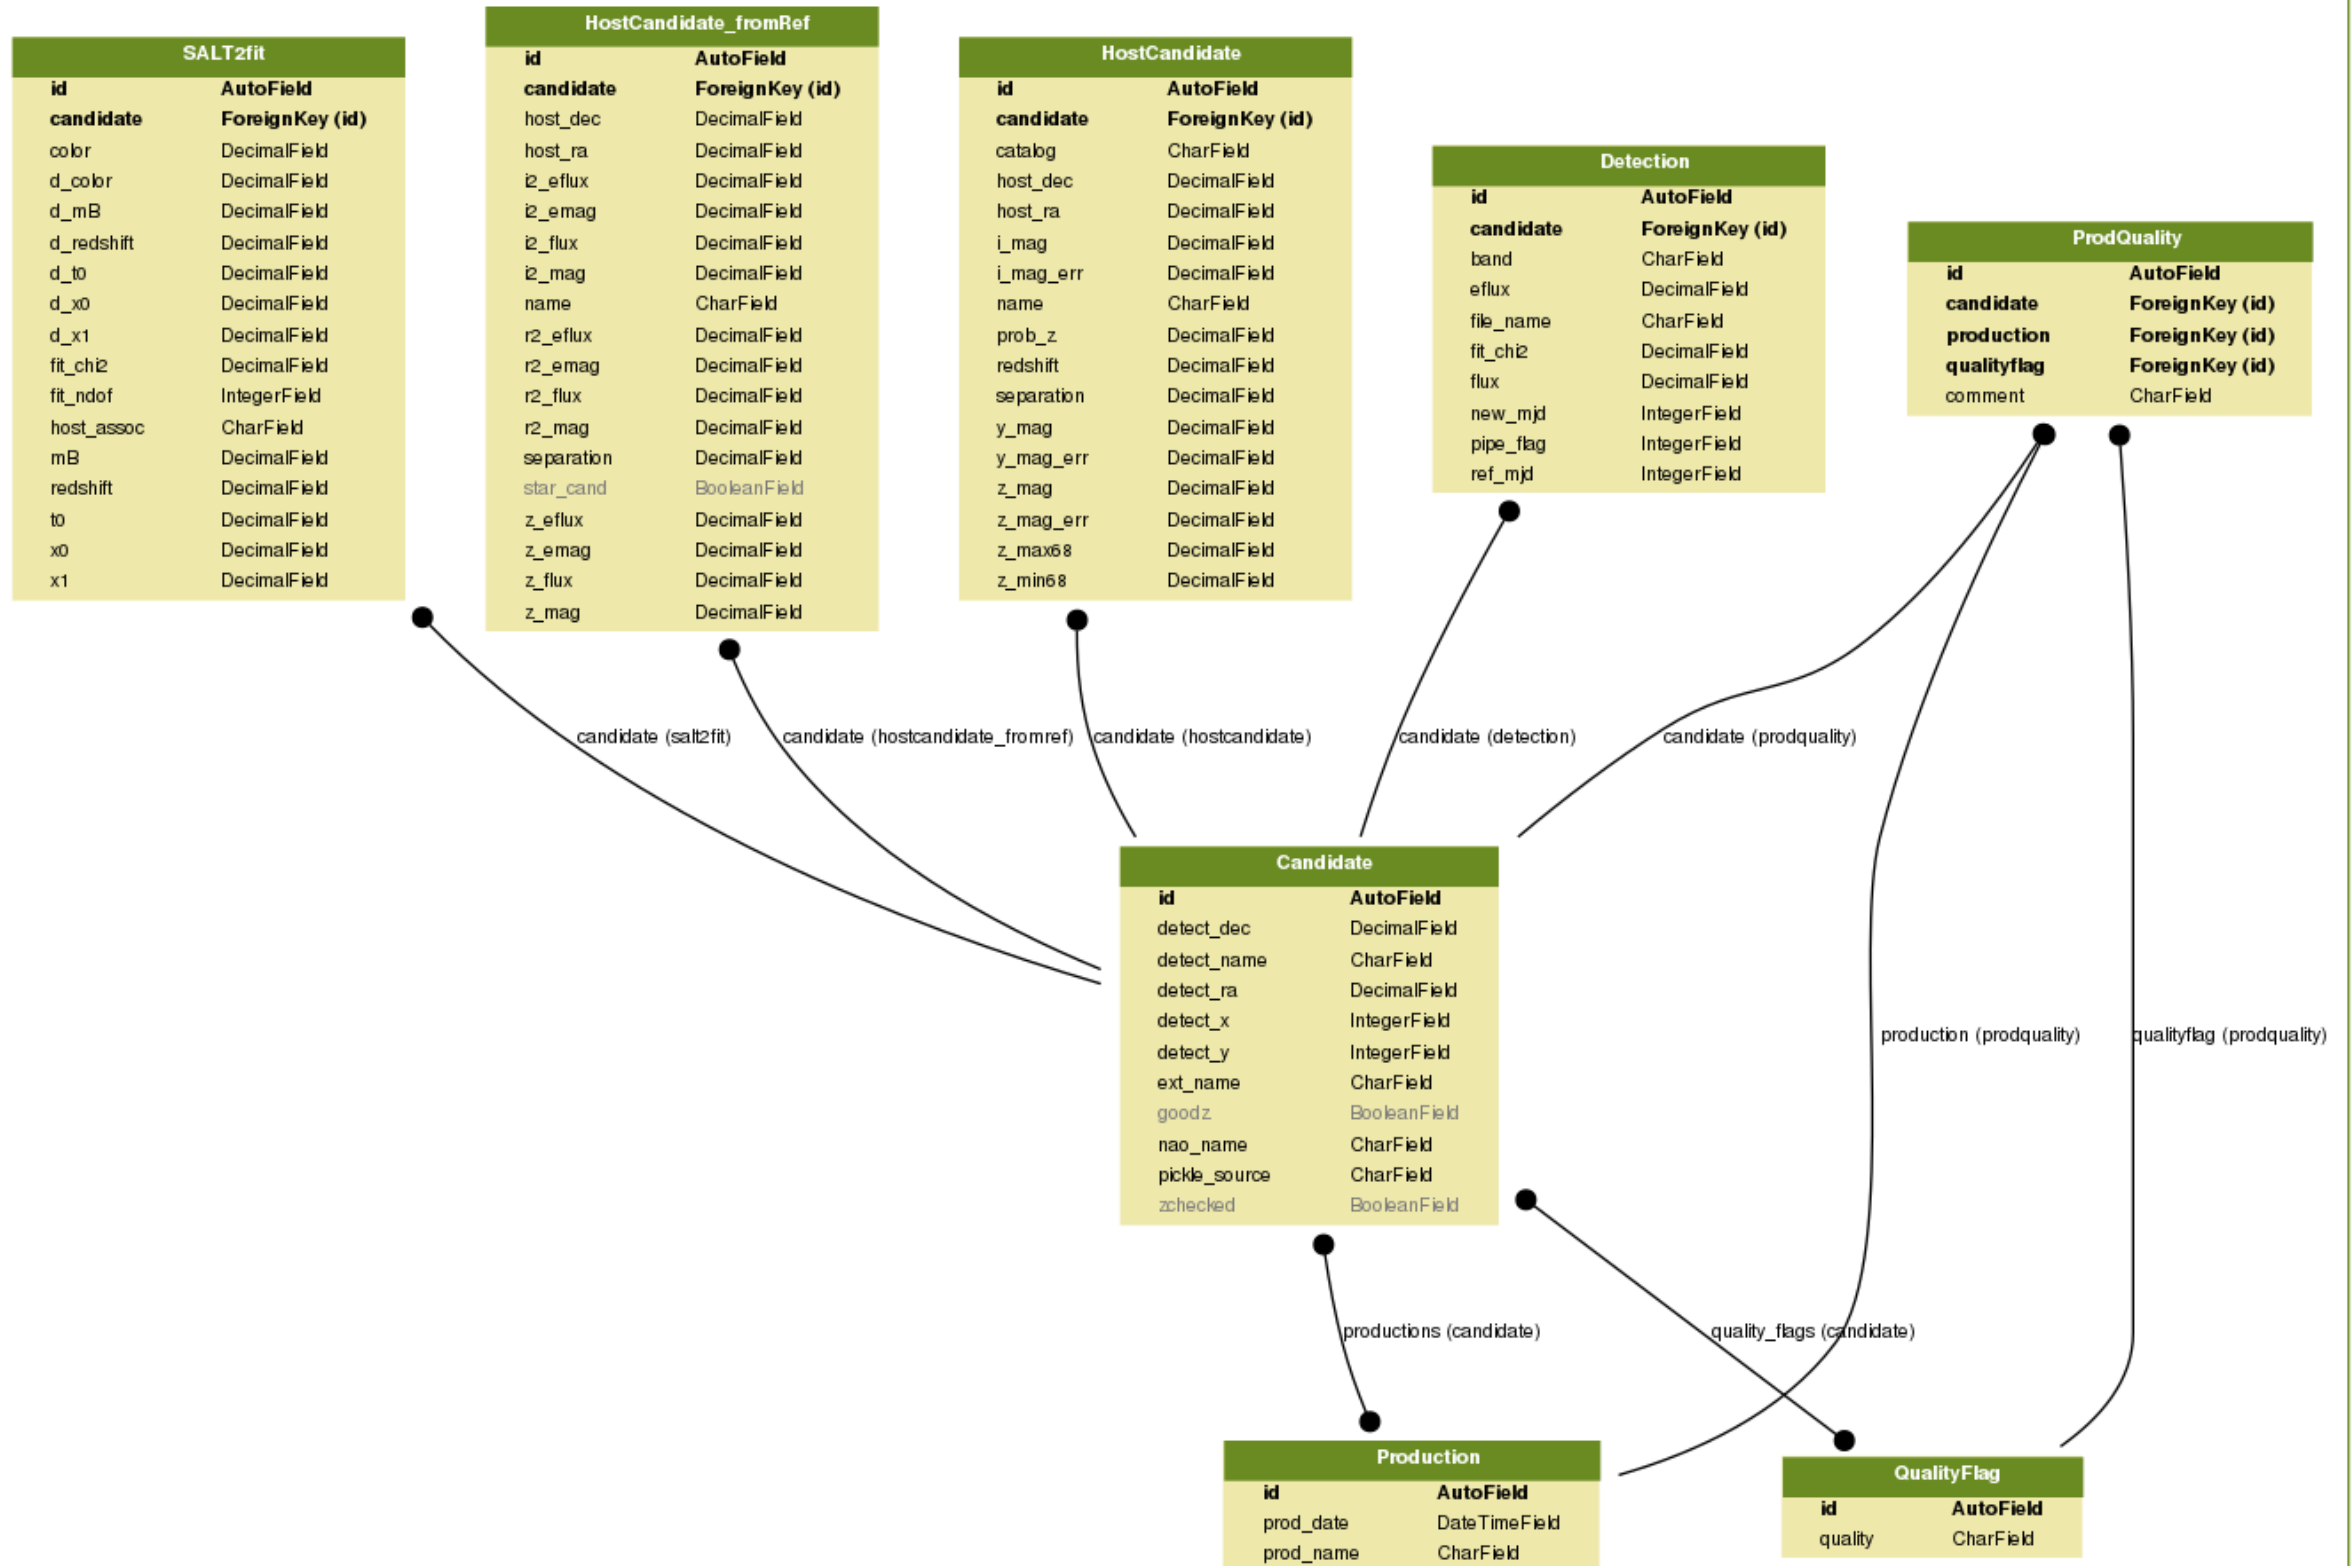 SALT2fit
id AutoField
candidate ForeignKey (id)
color DecimalField
d_color DecimalField
d_mB DecimalField
d_redshift DecimalField
d_t0 DecimalField
d_x0 DecimalField
d_x1 DecimalField
fit_chi2 DecimalField
fit_ndof IntegerField
host_assoc CharField
mB DecimalField
redshift DecimalField
t0 DecimalField
x0 DecimalField
x1 DecimalField
HostCandidate_fromRef
id AutoField
candidate ForeignKey (id)
host_dec DecimalField
host_ra DecimalField
i2_eflux DecimalField
i2_emag DecimalField
i2_flux DecimalField
i2_mag DecimalField
name CharField
r2_eflux DecimalField
r2_emag DecimalField
r2_flux DecimalField
r2_mag DecimalField
separation DecimalField
star_cand BooleanField
z_eflux DecimalField
z_emag DecimalField
z_flux DecimalField
z_mag DecimalField
HostCandidate
id AutoField
candidate ForeignKey (id)
catalog CharField
host_dec DecimalField
host_ra DecimalField
i_mag DecimalField
i_mag_err DecimalField
name CharField
prob_z DecimalField
redshift DecimalField
separation DecimalField
y_mag DecimalField
y_mag_err DecimalField
z_mag DecimalField
z_mag_err DecimalField
z_max68 DecimalField
z_min68 DecimalField
Detection
id AutoField
candidate ForeignKey (id)
band CharField
eflux DecimalField
file_name CharField
fit_chi2 DecimalField
flux DecimalField
new_mjd IntegerField
pipe_flag IntegerField
ref_mjd IntegerField
ProdQuality
id AutoField
candidate ForeignKey (id)
production ForeignKey (id)
qualityflag ForeignKey (id)
comment CharField
candidate (salt2fit)
candidate (hostcandidate_fromref)
candidate (hostcandidate)
candidate (detection)
candidate (prodquality)
Candidate
id AutoField
detect_dec DecimalField
detect_name CharField
detect_ra DecimalField
detect_x IntegerField
detect_y IntegerField
ext_name CharField
goodz BooleanField
nao_name CharField
pickle_source CharField
zchecked BooleanField
production (prodquality)
qualityflag (prodquality)
productions (candidate)
quality_flags (candidate)
Production
id AutoField
prod_date DateTimeField
prod_name CharField
QualityFlag
id AutoField
quality CharField